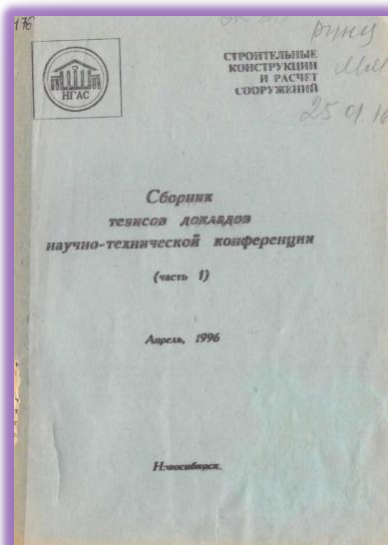 176
НГАС
СТРОИТЕЛЬНЫЕ
КОНСТРУКЦИИ
И РАСЧЕТ
СООРУЖЕНИЙ
25.01.
Сборник
тезисов докладов
научно-технической конференции
(часть 1)
Апрель, 1996
Новосибирск